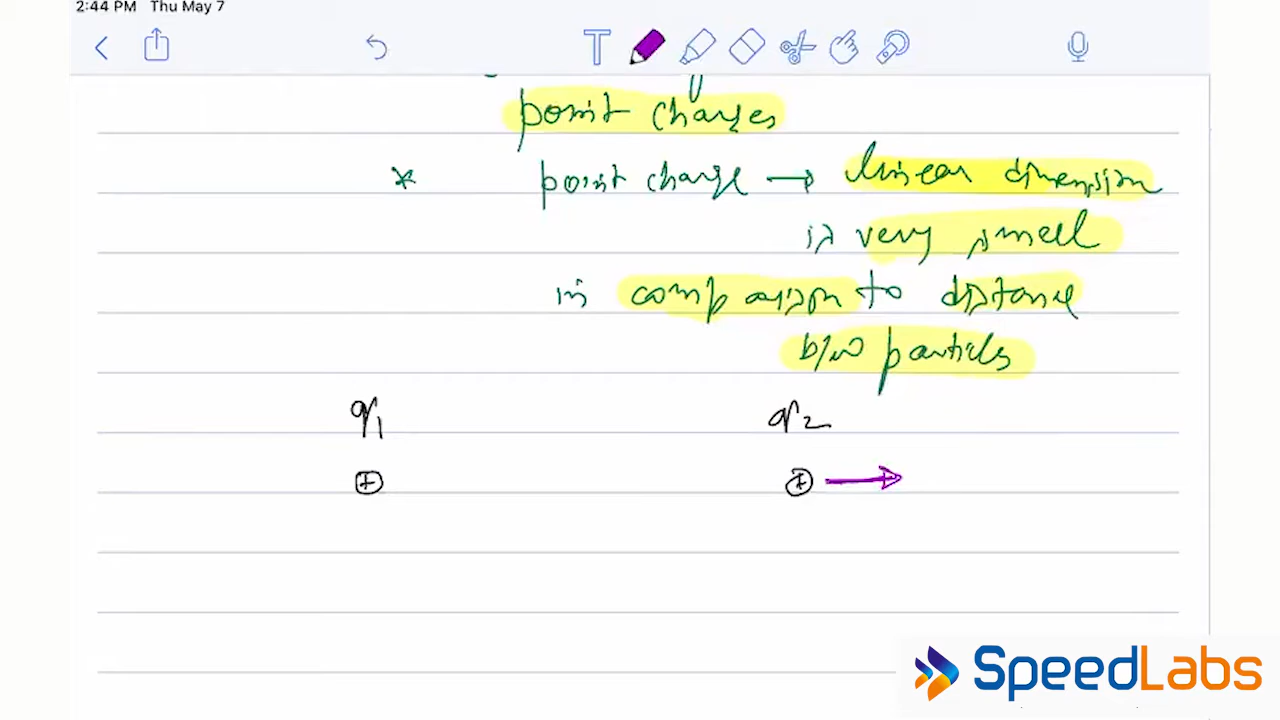 2:44 PM Thu May 7
T
point charges
* point charge → linear dimension
is very small
in comparison to distance
b/w particles
q1 q2
+ +
SpeedLabs